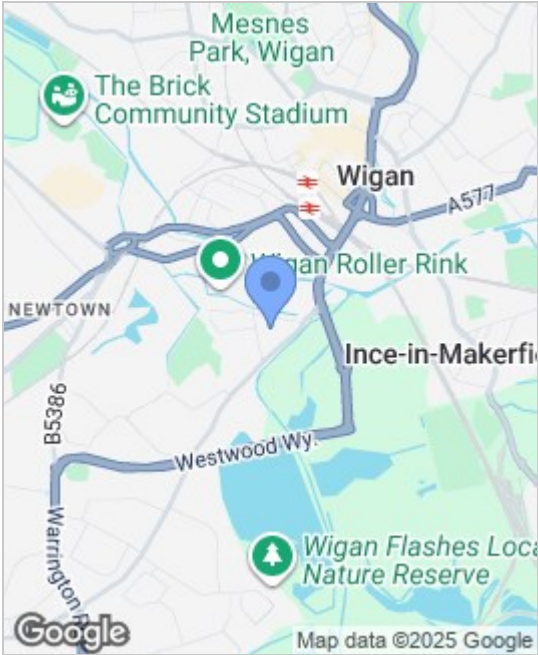 Mesnes
Park, Wigan
The Brick
Community Stadium
Wigan
A577
Wigan Roller Rink
NEWTOWN
Ince-in-Makerfi
B5386
Westwood Wy.
Warrington R
Wigan Flashes Loca
Nature Reserve
Google
Map data ©2025 Google